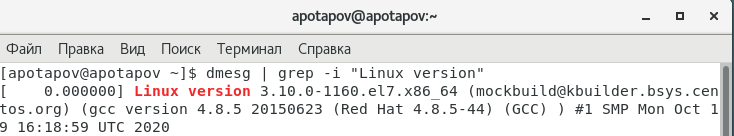 apotapov@apotapov:~
Файл Правка Вид Поиск Терминал Справка
[apotapov@apotapov ~]$ dmesg | grep -i "Linux version"
[    0.000000] Linux version 3.10.0-1160.el7.x86_64 (mockbuild@kbuilder.bsys.cen
tos.org) (gcc version 4.8.5 20150623 (Red Hat 4.8.5-44) (GCC) ) #1 SMP Mon Oct 1
9 16:18:59 UTC 2020